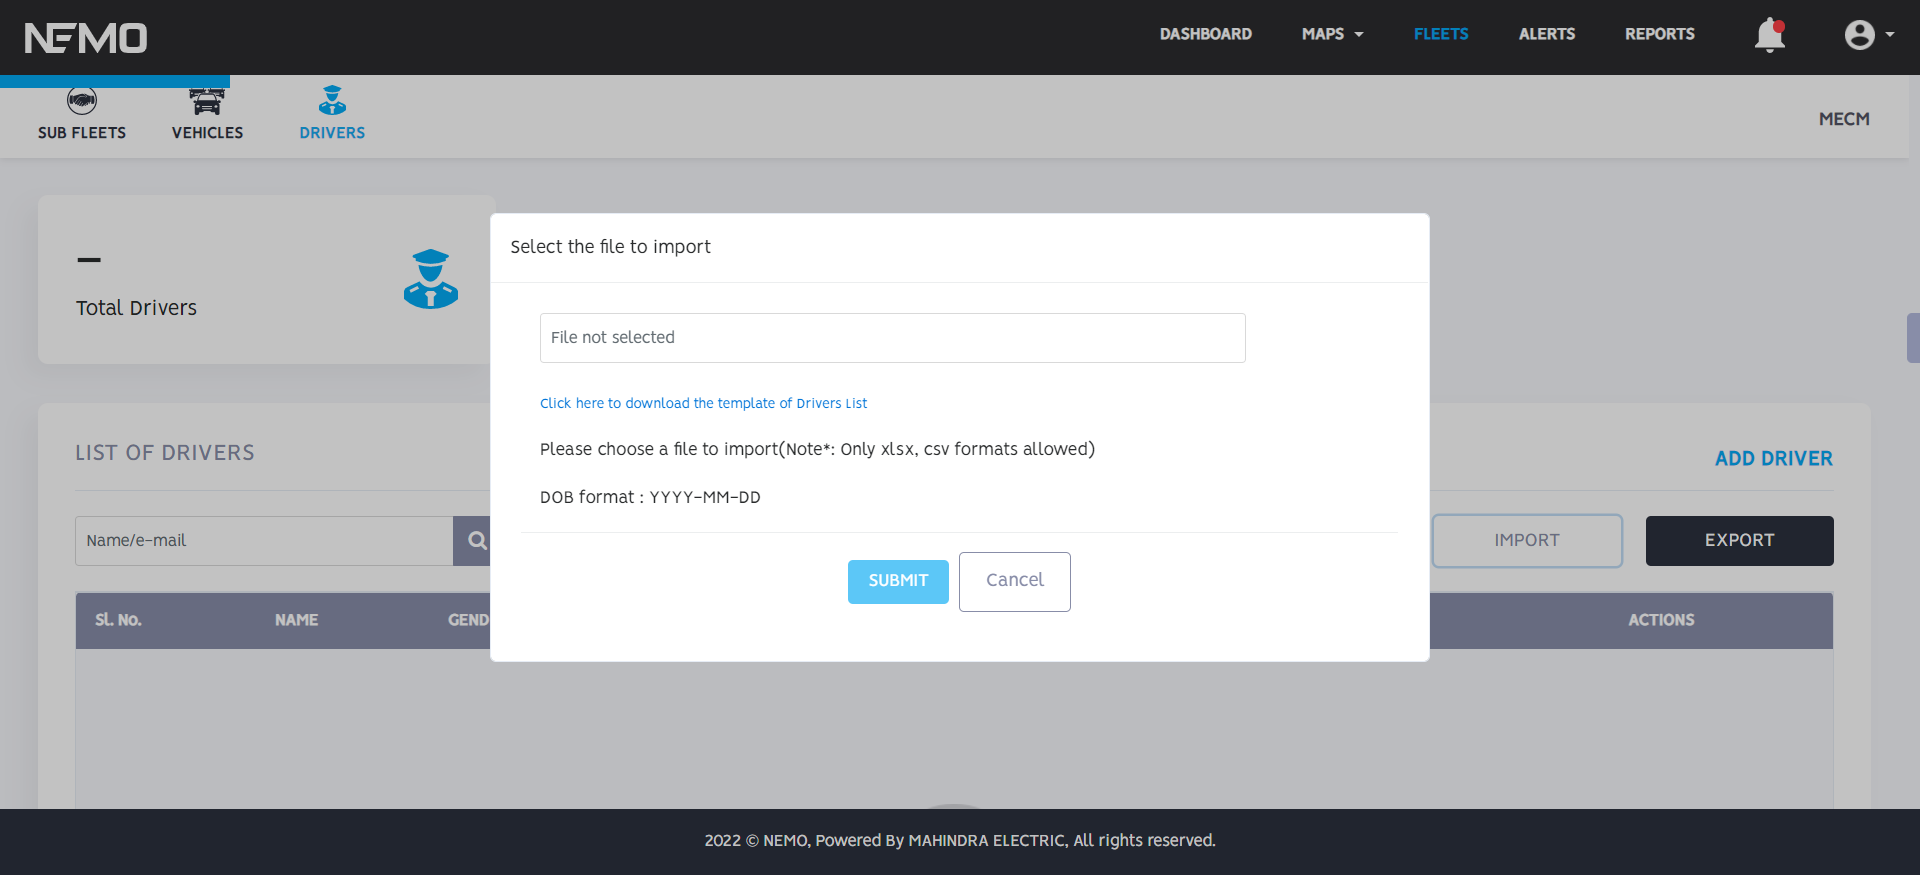 NEMO
DASHBOARD MAPS FLEETS ALERTS REPORTS
SUB FLEETS VEHICLES DRIVERS
MECM
–
Total Drivers
Select the file to import
File not selected
Click here to download the template of Drivers List
Please choose a file to import(Note*: Only xlsx, csv formats allowed)
DOB format : YYYY-MM-DD
SUBMIT Cancel
LIST OF DRIVERS
ADD DRIVER
Name/e-mail
IMPORT EXPORT
Sl. No. NAME GEND ACTIONS
2022 © NEMO, Powered By MAHINDRA ELECTRIC, All rights reserved.